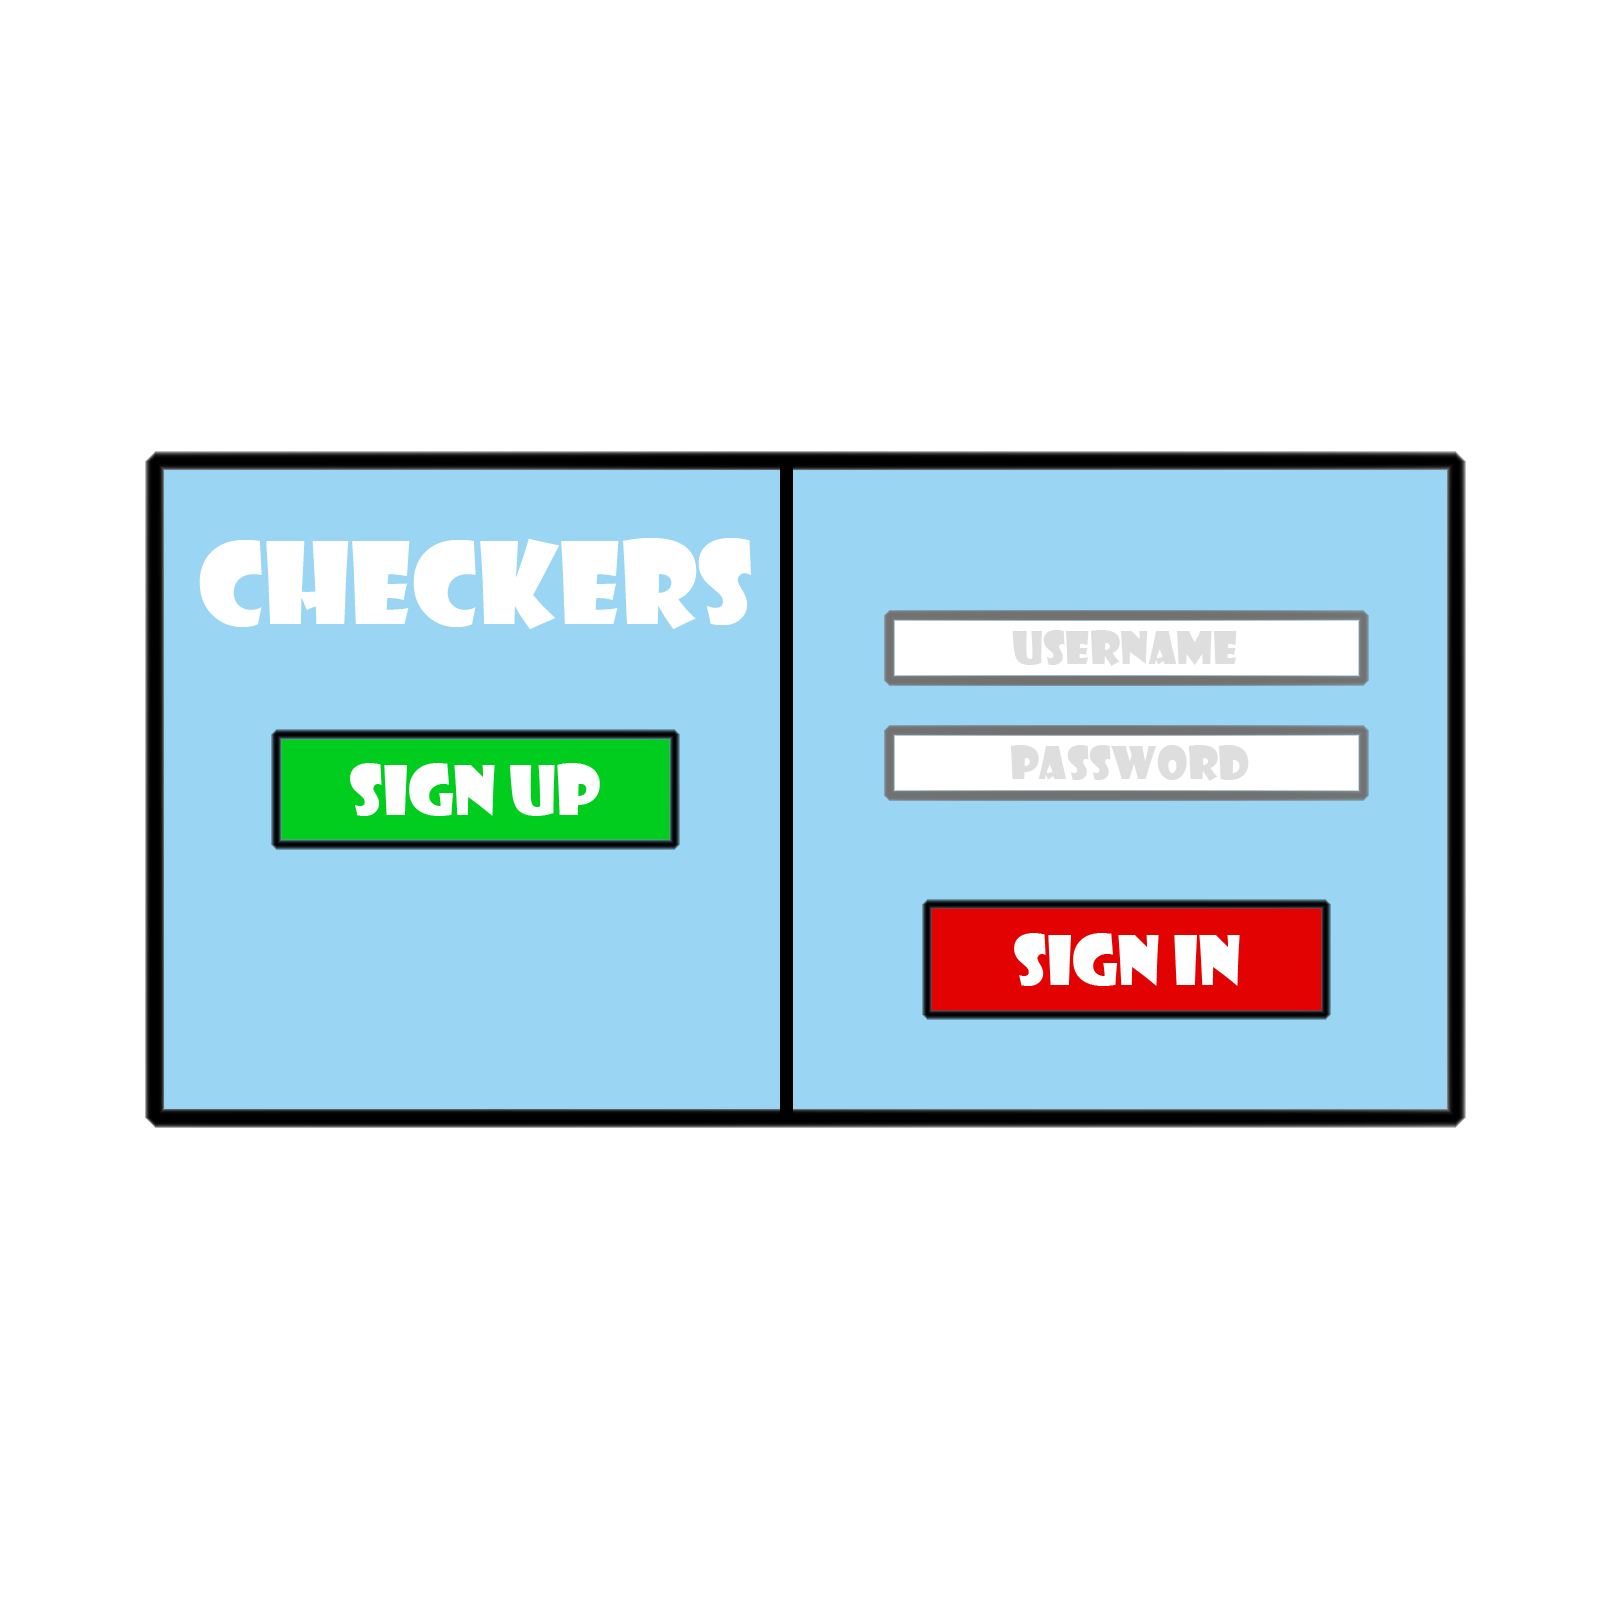 CHECKERS
SIGN UP
USERNAME
PASSWORD
SIGN IN